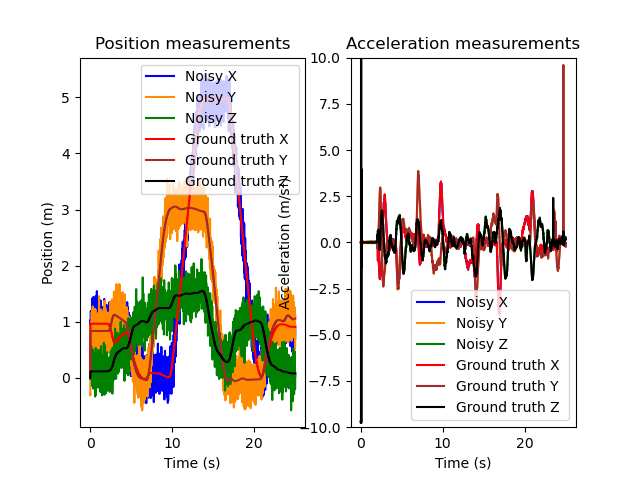 Position measurements
Position (m)
5
4
3
2
1
0
0
10
20
Time (s)
Noisy X
Noisy Y
Noisy Z
Ground truth X
Ground truth Y
Ground truth Z
Acceleration measurements
Acceleration (m/s²)
10.0
7.5
5.0
2.5
0.0
−2.5
−5.0
−7.5
−10.0
0
10
20
Time (s)
Noisy X
Noisy Y
Noisy Z
Ground truth X
Ground truth Y
Ground truth Z